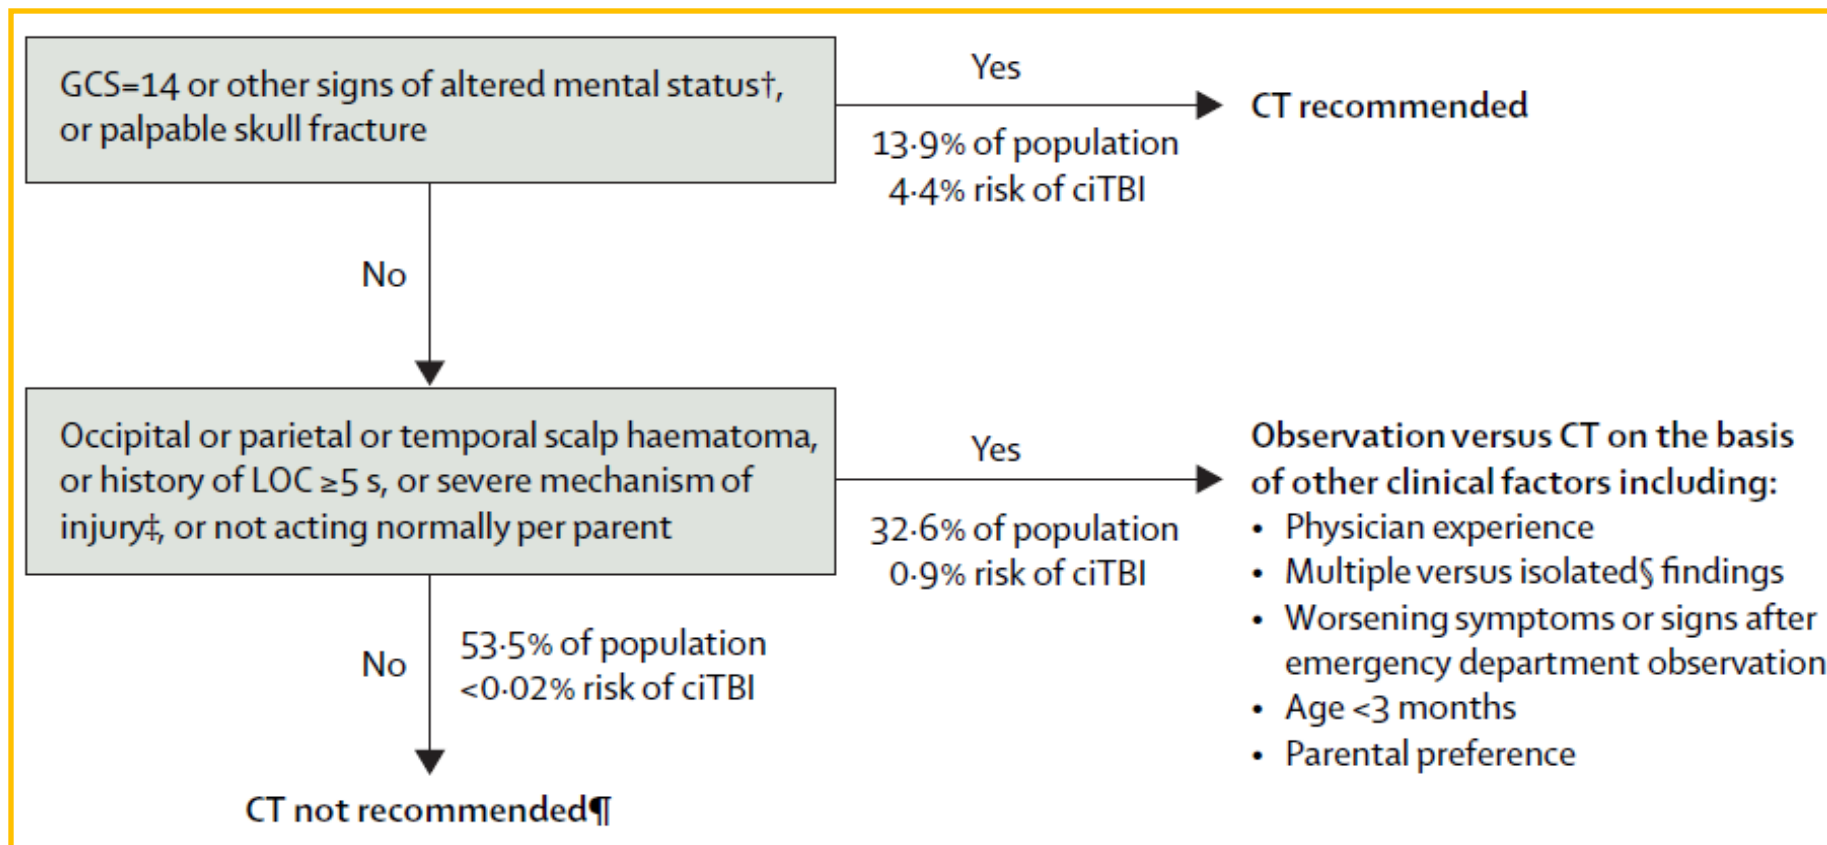 GCS=14 or other signs of altered mental status†,
or palpable skull fracture
Yes
13·9% of population
4·4% risk of ciTBI
CT recommended
No
Occipital or parietal or temporal scalp haematoma,
or history of LOC ≥5 s, or severe mechanism of
injury‡, or not acting normally per parent
Yes
32·6% of population
0·9% risk of ciTBI
Observation versus CT on the basis
of other clinical factors including:
• Physician experience
• Multiple versus isolated§ findings
• Worsening symptoms or signs after
emergency department observation
• Age <3 months
• Parental preference
No
53·5% of population
<0·02% risk of ciTBI
CT not recommended¶